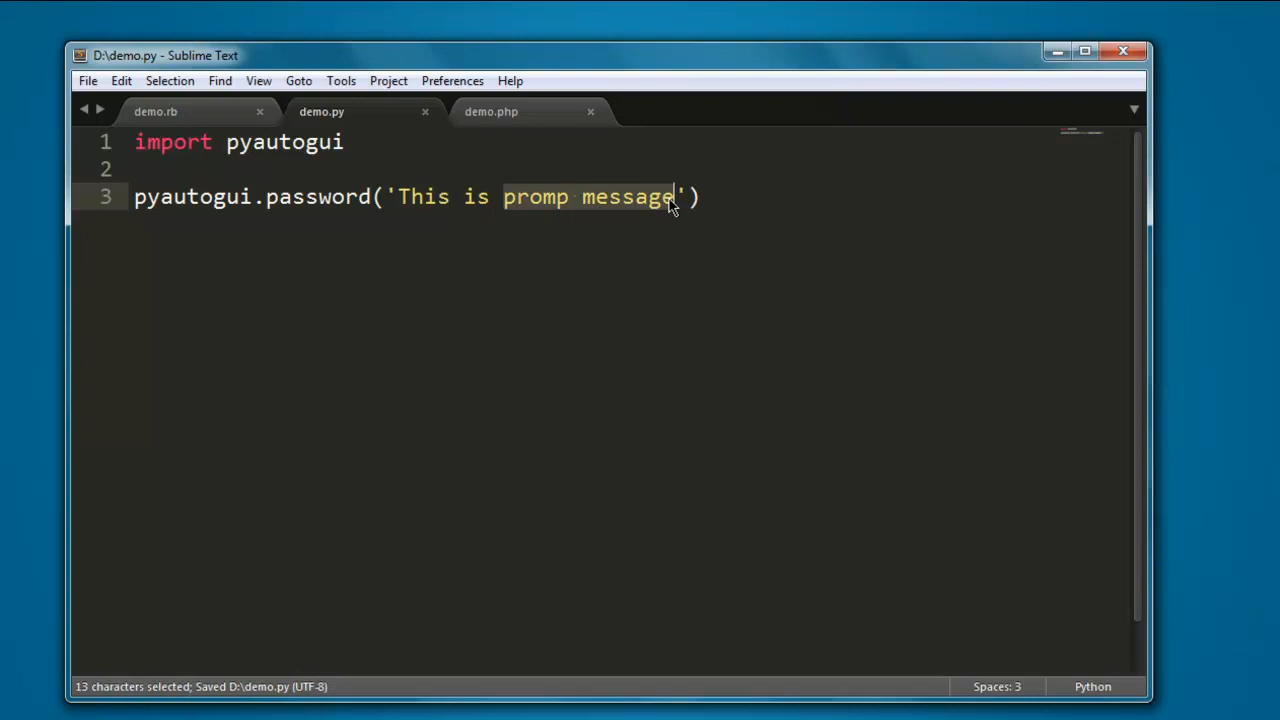 D:\demo.py - Sublime Text
File Edit Selection Find View Goto Tools Project Preferences Help
demo.rb demo.py demo.php
1 import pyautogui
2
3 pyautogui.password('This is promp message')
13 characters selected; Saved D:\demo.py (UTF-8) Spaces: 3 Python